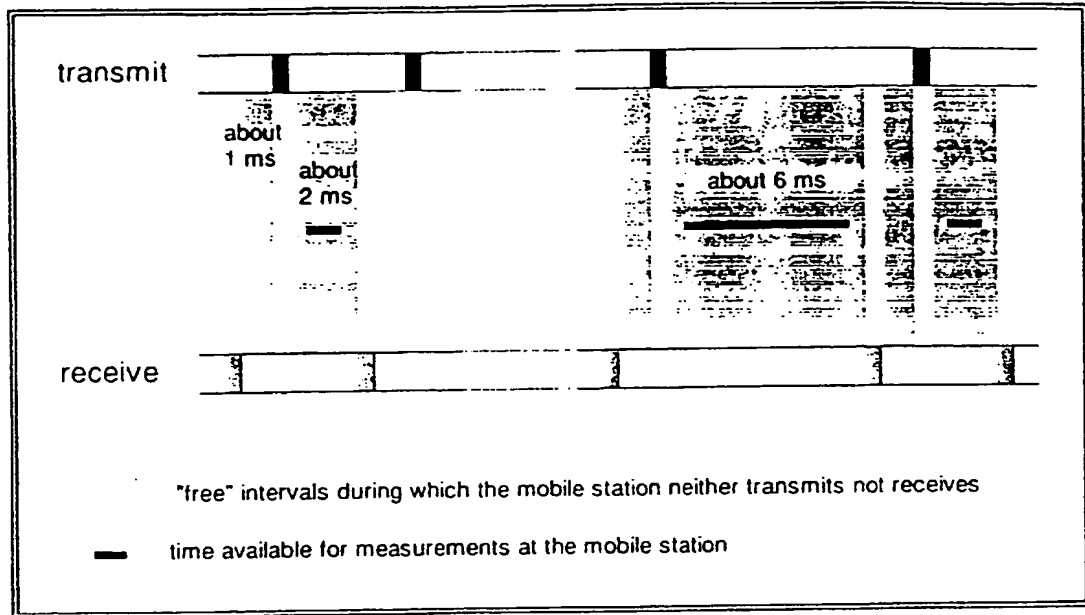 transmit
about
1 ms
about
2 ms
about 6 ms
receive
"free" intervals during which the mobile station neither transmits not receives
time available for measurements at the mobile station